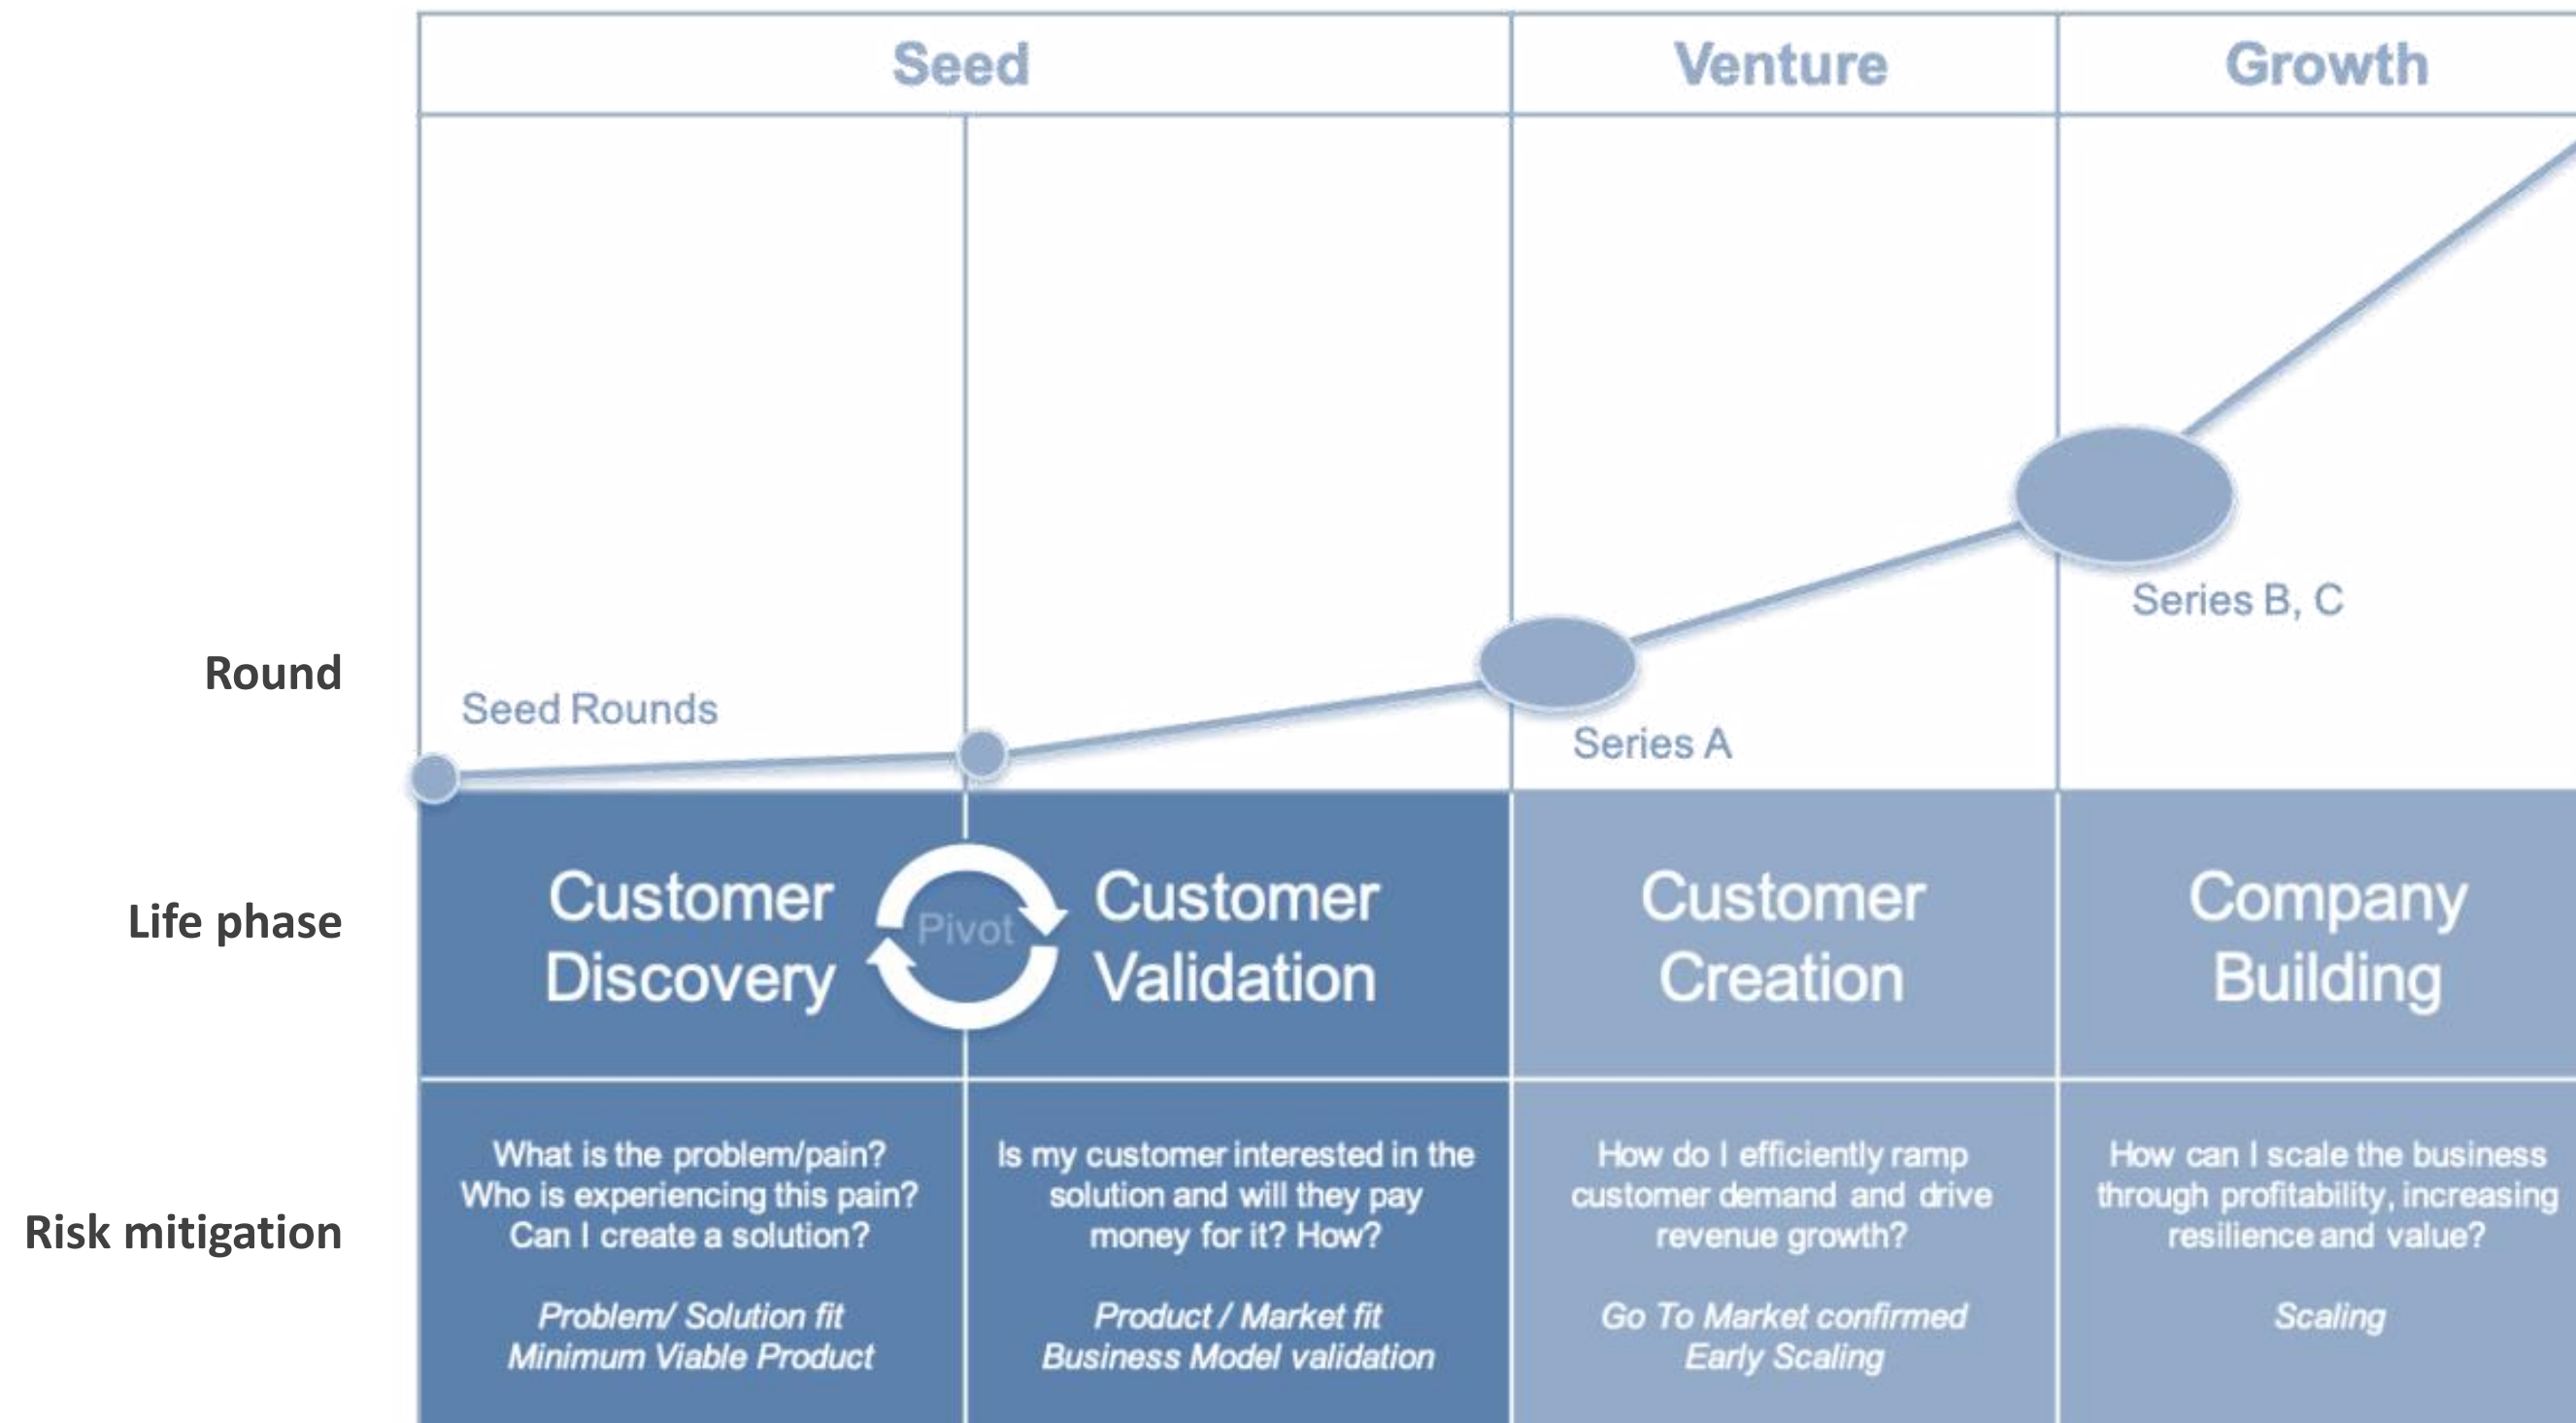 Seed
Venture
Growth
Round
Seed Rounds
Series A
Series B, C
Life phase
Customer
Discovery
Pivot
Customer
Validation
Customer
Creation
Company
Building
Risk mitigation
What is the problem/pain?
Who is experiencing this pain?
Can I create a solution?
Problem/ Solution fit
Minimum Viable Product
Is my customer interested in the
solution and will they pay
money for it? How?
Product / Market fit
Business Model validation
How do I efficiently ramp
customer demand and drive
revenue growth?
Go To Market confirmed
Early Scaling
How can I scale the business
through profitability, increasing
resilience and value?
Scaling